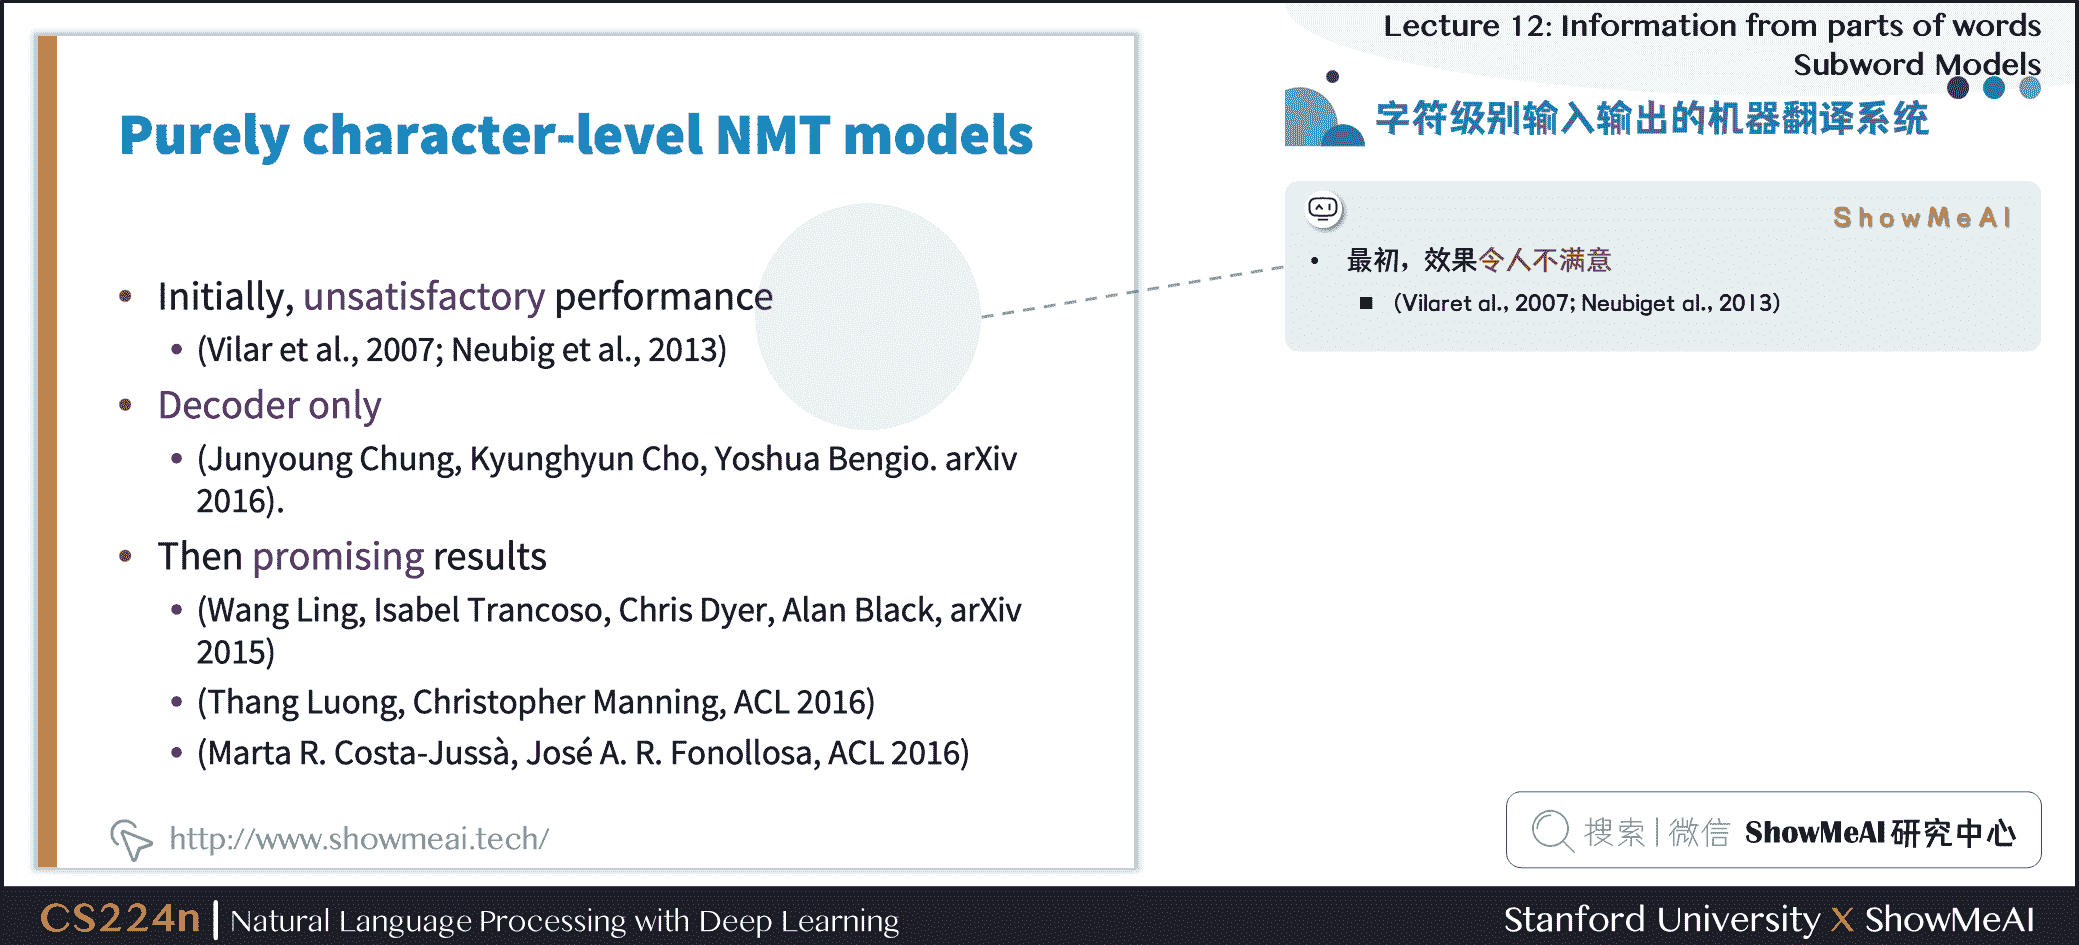 Lecture 12: Information from parts of words
Subword Models
Purely character-level NMT models
• Initially, unsatisfactory performance
• (Vilar et al., 2007; Neubig et al., 2013)
• Decoder only
• (Junyoung Chung, Kyunghyun Cho, Yoshua Bengio. arXiv
2016).
• Then promising results
• (Wang Ling, Isabel Trancoso, Chris Dyer, Alan Black, arXiv
2015)
• (Thang Luong, Christopher Manning, ACL 2016)
• (Marta R. Costa-Jussà, José A. R. Fonollosa, ACL 2016)
http://www.showmeai.tech/
字符级别输入输出的机器翻译系统
ShowMeAI
• 最初，效果令人不满意
■ (Vilaret al., 2007; Neubiget al., 2013)
搜索|微信 ShowMeAI研究中心
CS224n | Natural Language Processing with Deep Learning
Stanford University X ShowMeAI